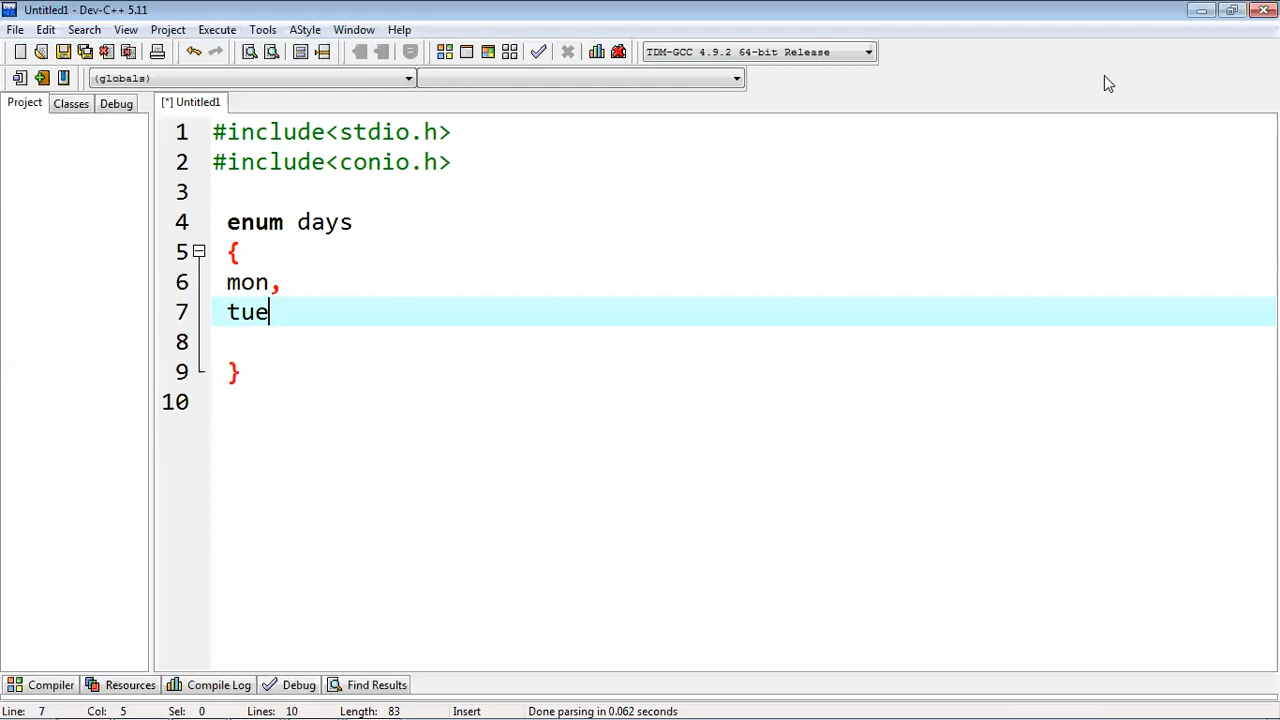 Untitled1 - Dev-C++ 5.11
File Edit Search View Project Execute Tools AStyle Window Help
TDM-GCC 4.9.2 64-bit Release
(globals)
Project Classes Debug [*] Untitled1
1 #include<stdio.h>
2 #include<conio.h>
3
4 enum days
5 {
6 mon,
7 tue
8
9 }
10
Compiler Resources Compile Log Debug Find Results
Line: 7 Col: 5 Sel: 0 Lines: 10 Length: 83 Insert Done parsing in 0.062 seconds